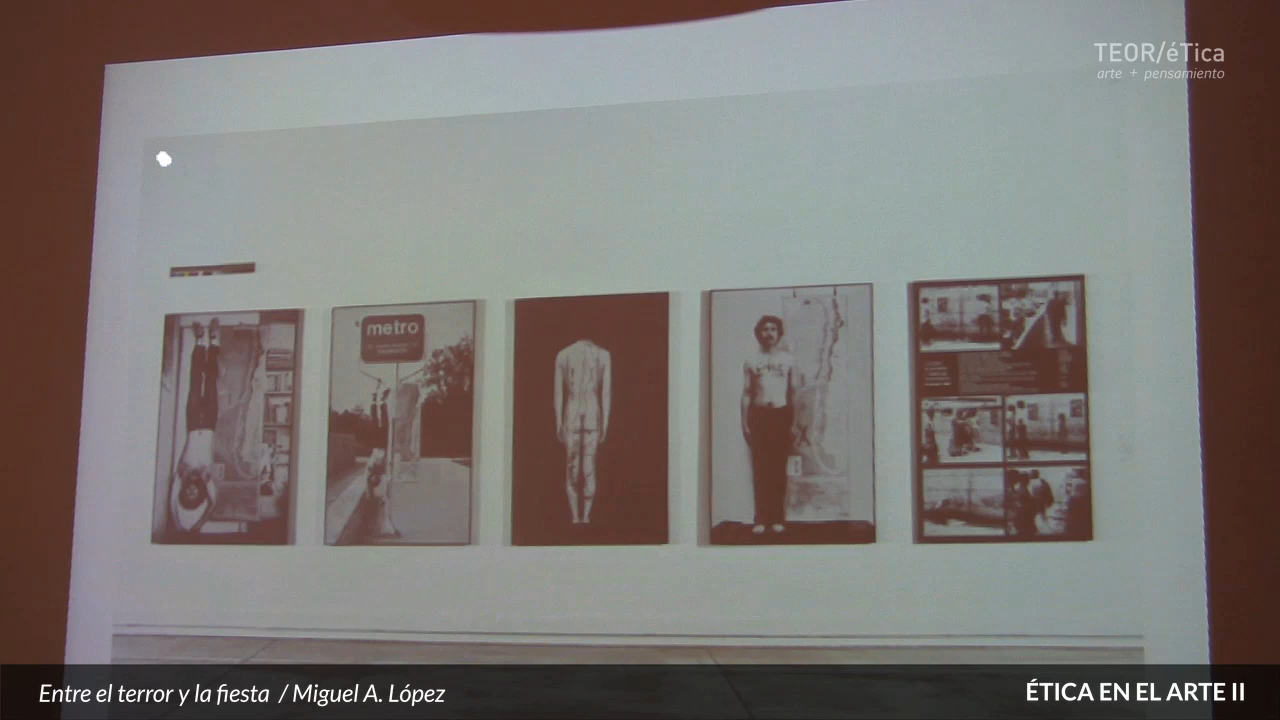 TEOR/éTica
arte + pensamiento
metro
Entre el terror y la fiesta / Miguel A. López
ÉTICA EN EL ARTE II